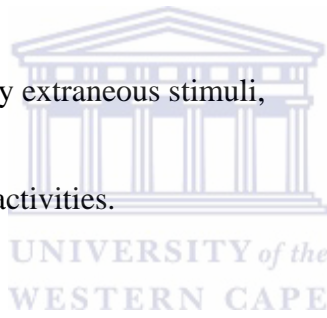 y extraneous stimuli,
activities.
UNIVERSITY of the
WESTERN CAPE